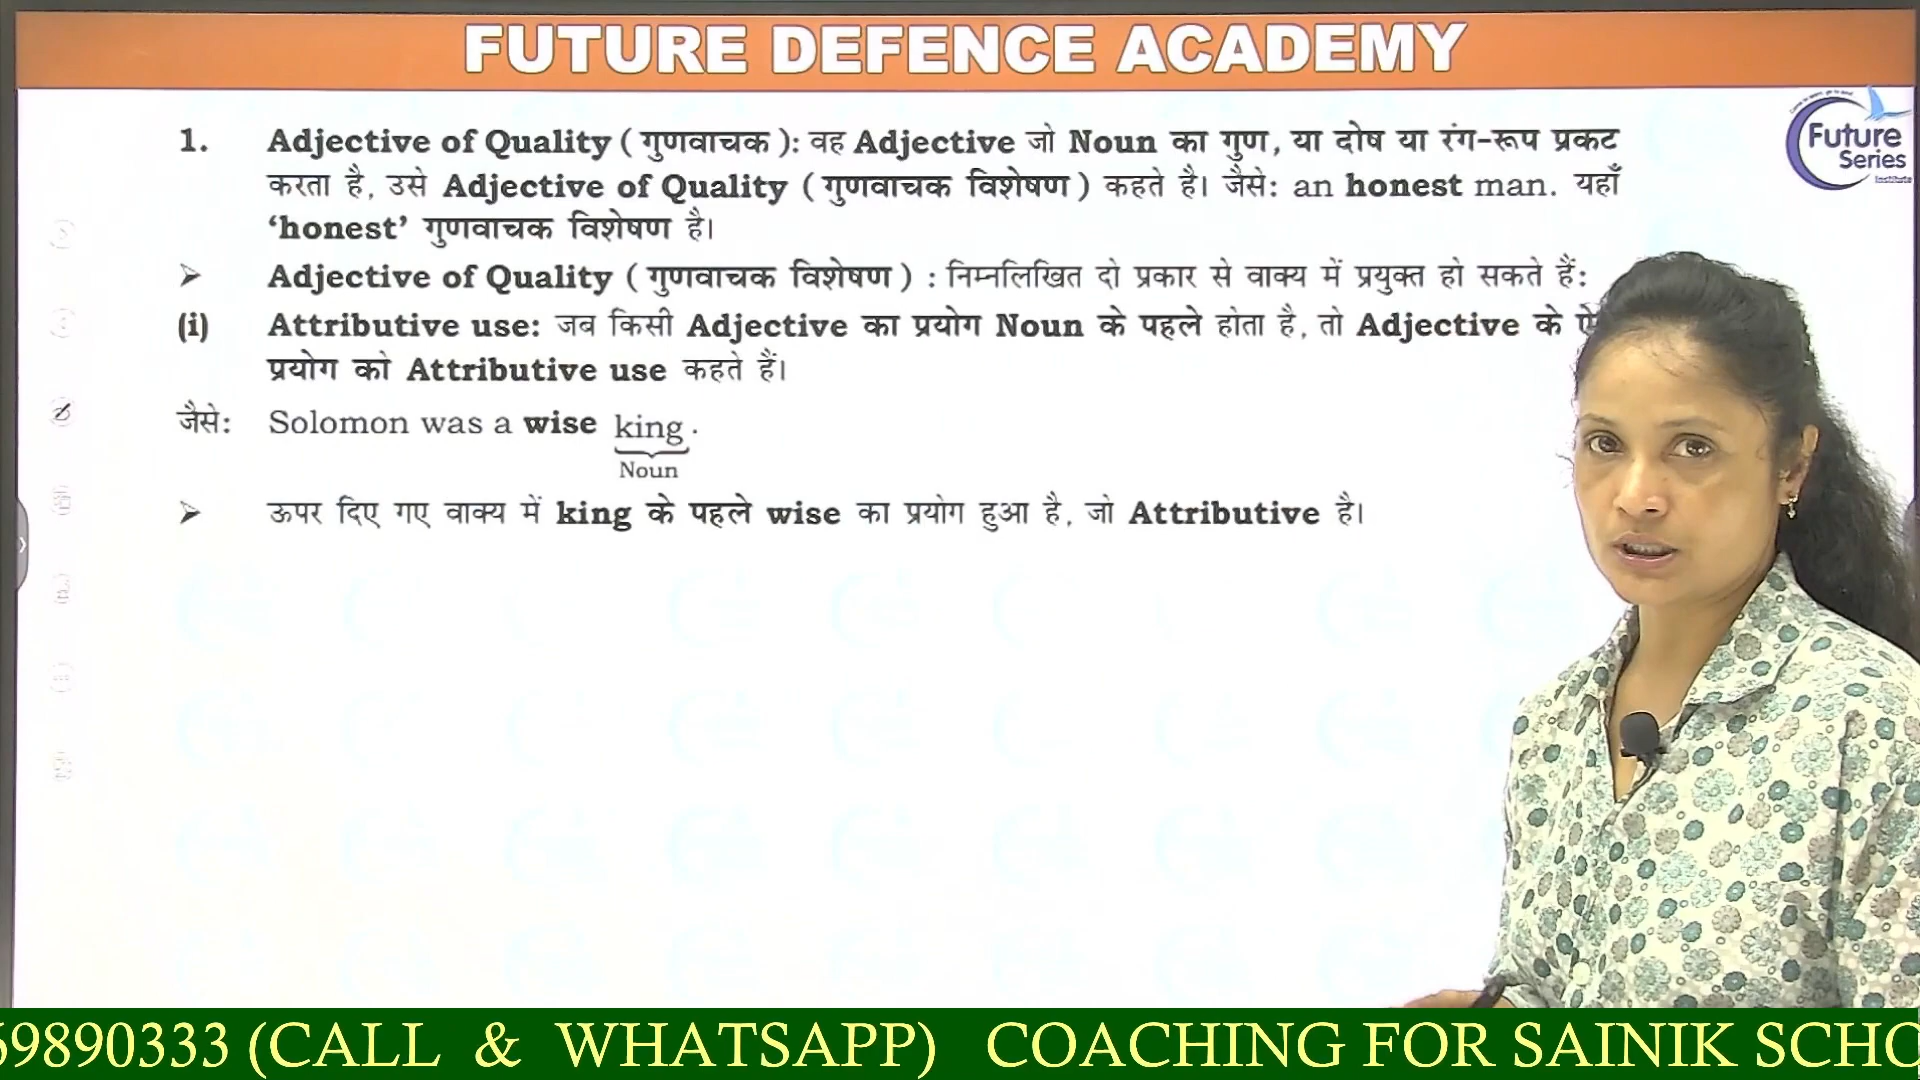 FUTURE DEFENCE ACADEMY
Future
Series
Institute
1. Adjective of Quality ( गुणवाचक ): वह Adjective जो Noun का गुण, या दोष या रंग-रूप प्रकट
करता है, उसे Adjective of Quality ( गुणवाचक विशेषण ) कहते है। जैसे: an honest man. यहाँ
‘honest’ गुणवाचक विशेषण है।
➢ Adjective of Quality ( गुणवाचक विशेषण ) : निम्नलिखित दो प्रकार से वाक्य में प्रयुक्त हो सकते हैं:
(i) Attributive use: जब किसी Adjective का प्रयोग Noun के पहले होता है, तो Adjective के
प्रयोग को Attributive use कहते हैं।
जैसे: Solomon was a wise king.
Noun
➢ ऊपर दिए गए वाक्य में king के पहले wise का प्रयोग हुआ है, जो Attributive है।
69890333 (CALL & WHATSAPP) COACHING FOR SAINIK SCHO